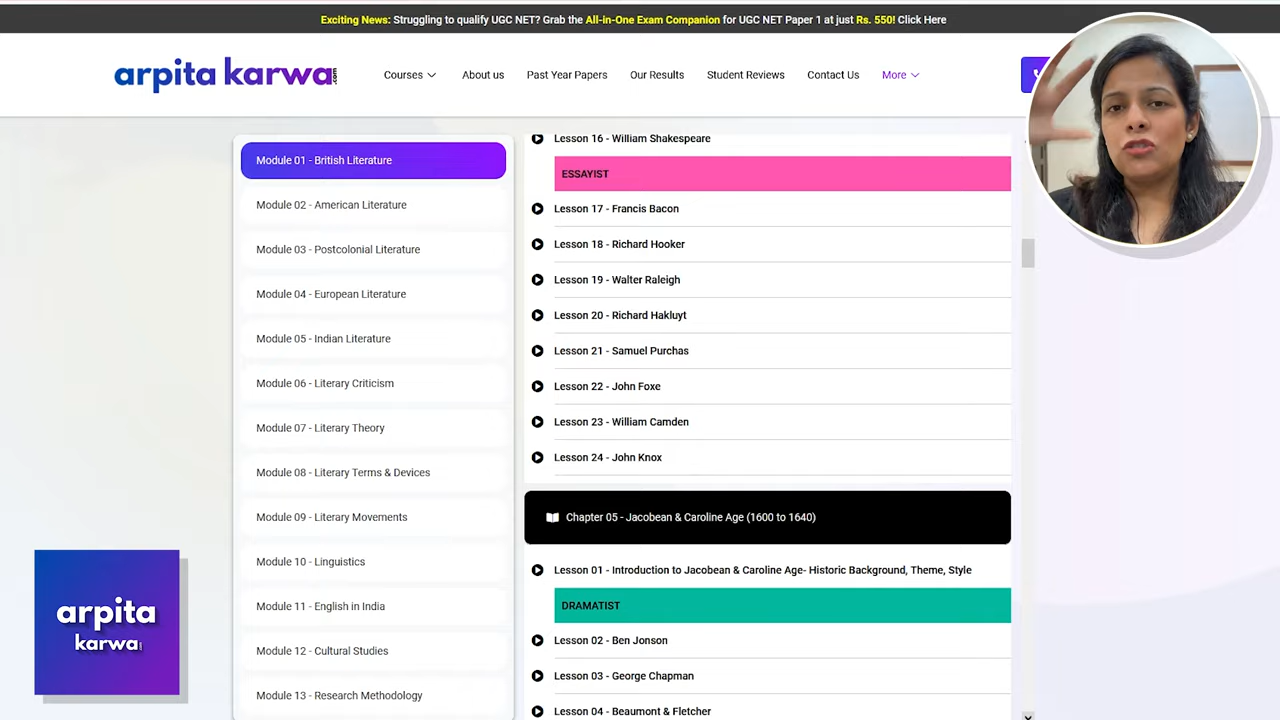 Exciting News: Struggling to qualify UGC NET? Grab the All-in-One Exam Companion for UGC NET Paper 1 at just Rs. 550! Click Here
arpita karwa.com
Courses
About us
Past Year Papers
Our Results
Student Reviews
Contact Us
More
Module 01 - British Literature
Module 02 - American Literature
Module 03 - Postcolonial Literature
Module 04 - European Literature
Module 05 - Indian Literature
Module 06 - Literary Criticism
Module 07 - Literary Theory
Module 08 - Literary Terms & Devices
Module 09 - Literary Movements
Module 10 - Linguistics
Module 11 - English in India
Module 12 - Cultural Studies
Module 13 - Research Methodology
Lesson 16 - William Shakespeare
ESSAYIST
Lesson 17 - Francis Bacon
Lesson 18 - Richard Hooker
Lesson 19 - Walter Raleigh
Lesson 20 - Richard Hakluyt
Lesson 21 - Samuel Purchas
Lesson 22 - John Foxe
Lesson 23 - William Camden
Lesson 24 - John Knox
Chapter 05 - Jacobean & Caroline Age (1600 to 1640)
Lesson 01 - Introduction to Jacobean & Caroline Age- Historic Background, Theme, Style
DRAMATIST
Lesson 02 - Ben Jonson
Lesson 03 - George Chapman
Lesson 04 - Beaumont & Fletcher
arpita
karwa